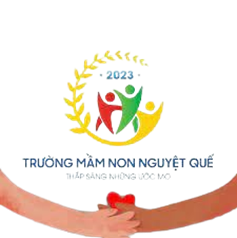 · 2023 ·
TRƯỜNG MẦM NON NGUYỆT QUẾ
THẮP SÁNG NHỮNG ƯỚC MƠ